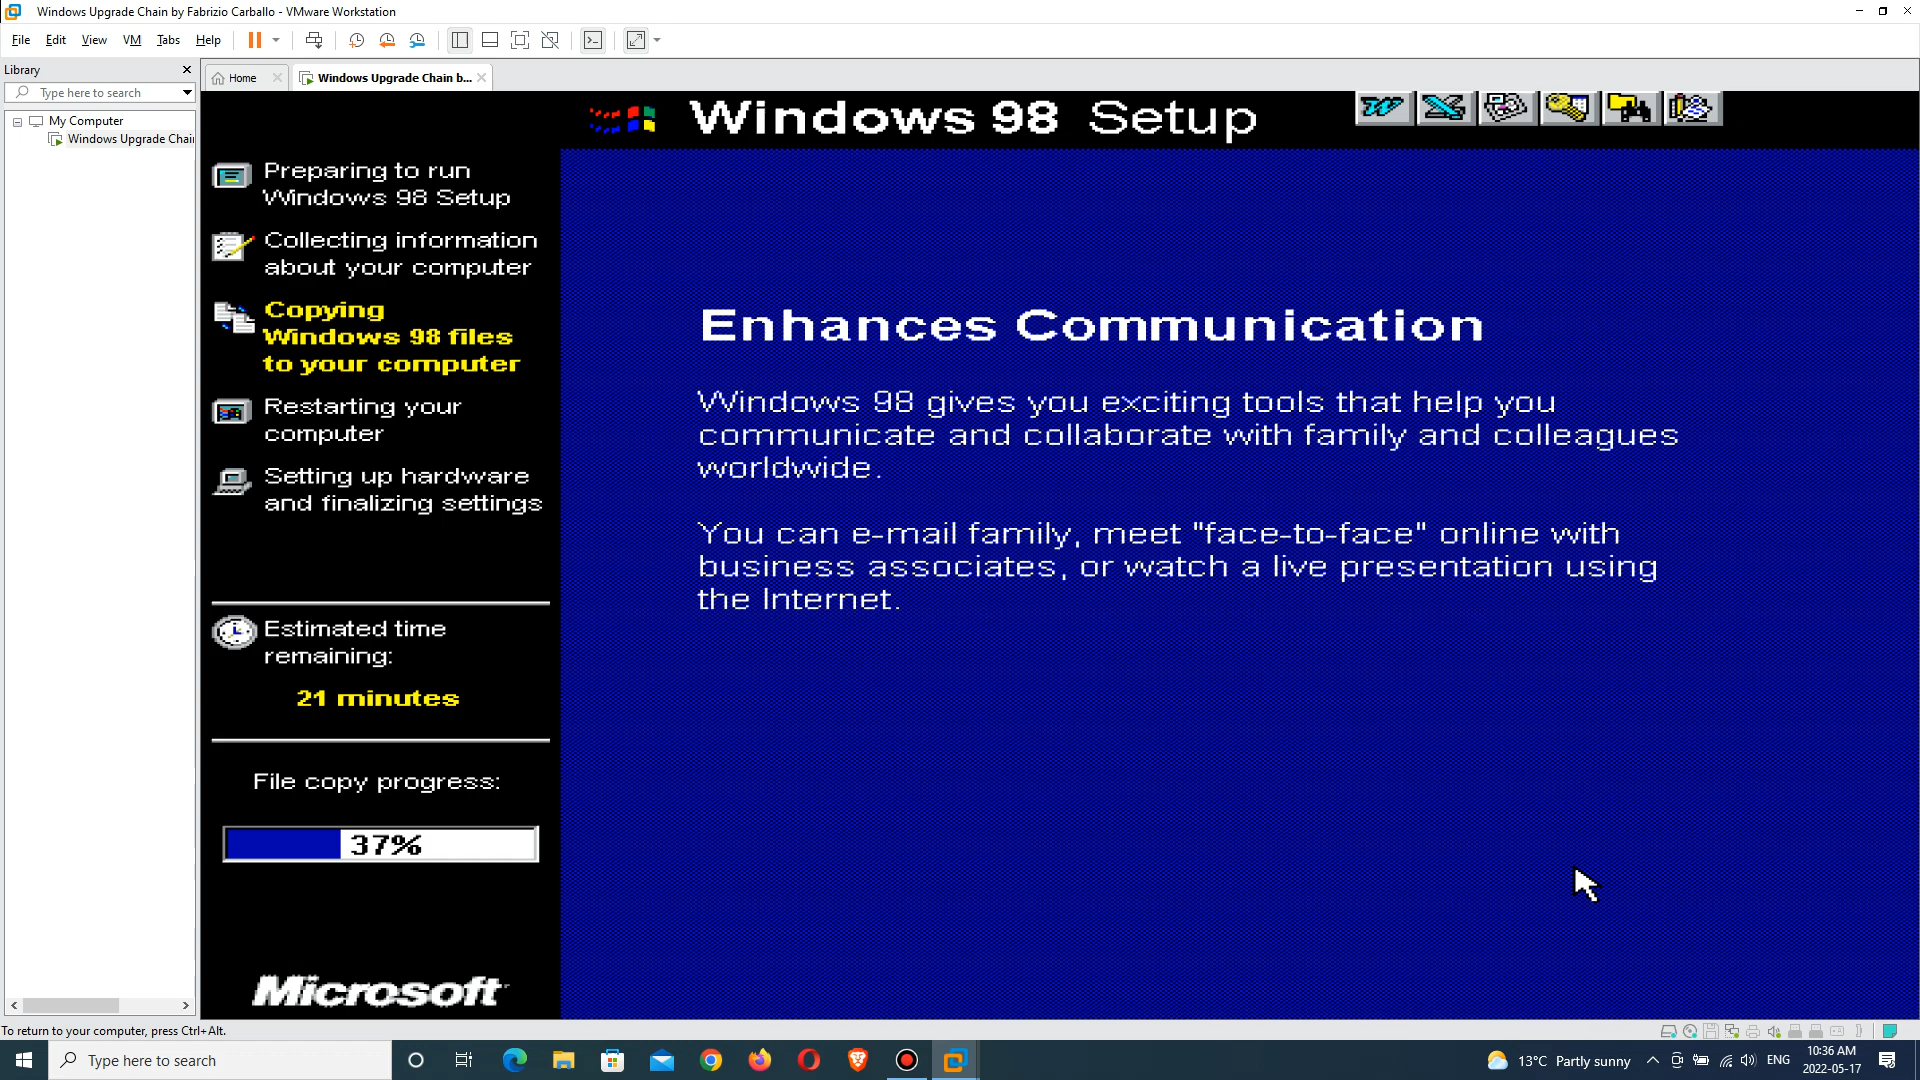 Windows Upgrade Chain by Fabrizio Carballo - VMware Workstation
File Edit View VM Tabs Help
Library
Home
Windows Upgrade Chain b...
Type here to search
My Computer
Windows Upgrade Chai
Windows 98 Setup
Preparing to run
Windows 98 Setup
Collecting information
about your computer
Copying
Windows 98 files
to your computer
Restarting your
computer
Setting up hardware
and finalizing settings
Estimated time
remaining:
21 minutes
File copy progress:
37%
Microsoft
Enhances Communication
Windows 98 gives you exciting tools that help you
communicate and collaborate with family and colleagues
worldwide.
You can e-mail family, meet "face-to-face" online with
business associates, or watch a live presentation using
the Internet.
To return to your computer, press Ctrl+Alt.
Type here to search
13°C Partly sunny
ENG
10:36 AM
2022-05-17